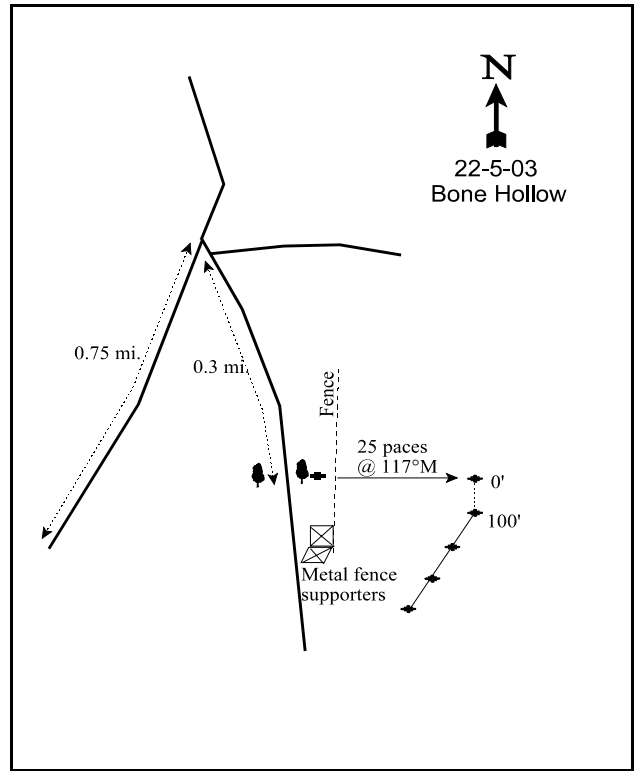 N
22-5-03
Bone Hollow
0.75 mi.
0.3 mi.
Fence
25 paces
@ 117°M
0'
100'
Metal fence
supporters